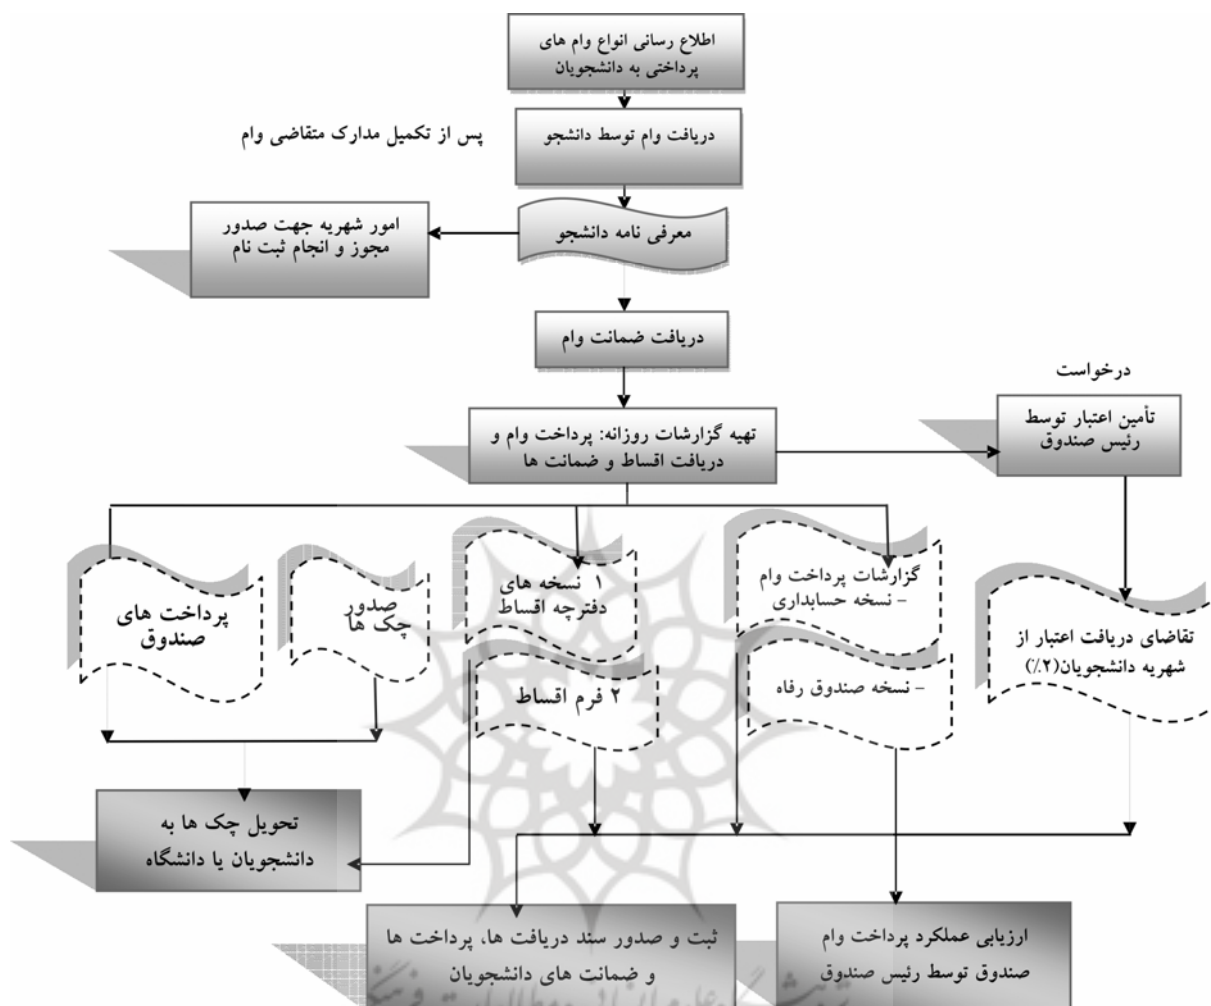 اطلاع رسانی انواع وام های
پرداختی به دانشجویان
دریافت وام توسط دانشجو
پس از تکمیل مدارک متقاضی وام
معرفی نامه دانشجو
امور شهریه جهت صدور
مجوز و انجام ثبت نام
دریافت ضمانت وام
درخواست
تأمین اعتبار توسط
رئیس صندوق
تهیه گزارشات روزانه: پرداخت وام و
دریافت اقساط و ضمانت ها
گزارشات پرداخت وام
- نسخه حسابداری
- نسخه صندوق رفاه
۱ نسخه های
دفترچه اقساط
۲ فرم اقساط
صدور
چک ها
پرداخت های
صندوق
تقاضای دریافت اعتبار از
شهریه دانشجویان(۲٪)
تحویل چک ها به
دانشجویان یا دانشگاه
ثبت و صدور سند دریافت ها، پرداخت ها
و ضمانت های دانشجویان
ارزیابی عملکرد پرداخت وام
صندوق توسط رئیس صندوق